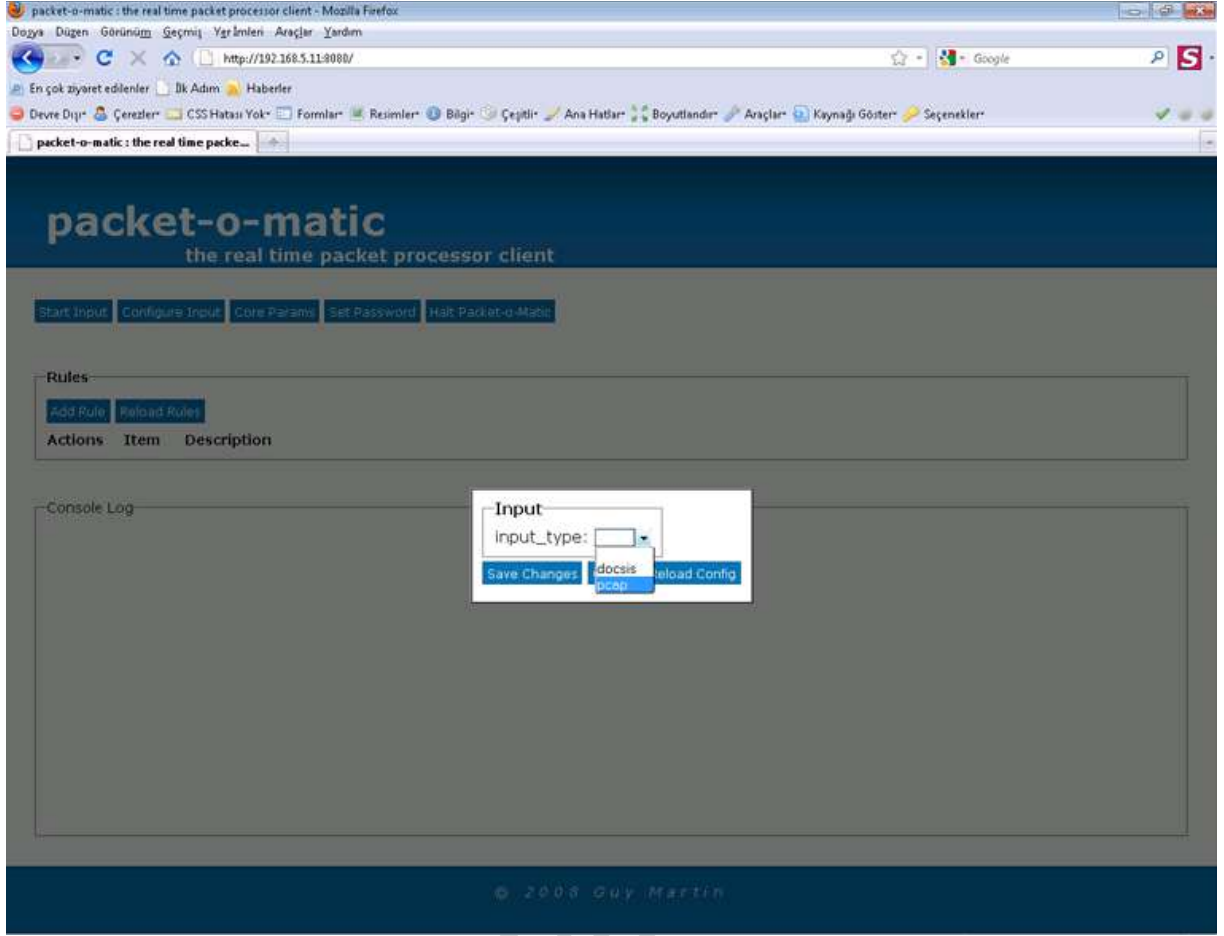 packet-o-matic : the real time packet processor client - Mozilla Firefox
Dosya Düzen Görünüm Geçmiş Yer İmleri Araçlar Yardım
http://192.168.5.11:8080/ Google S
En çok ziyaret edilenler İlk Adım Haberler
Devre Dışı Çerezler CSS Hatası Yok Formlar Resimler Bilgi Çeşitli Ana Hatlar Boyutlandır Araçlar Kaynağı Göster Seçenekler
packet-o-matic : the real time packe...
packet-o-matic
the real time packet processor client
Start Input Configure Input Core Params Set Password Halt Packet-o-Matic
Rules
Add Rule Reload Rules
Actions Item Description
Console Log
Input
input_type:
docsis
Save Changes eload Config
pcap
© 2008 Guy Martin